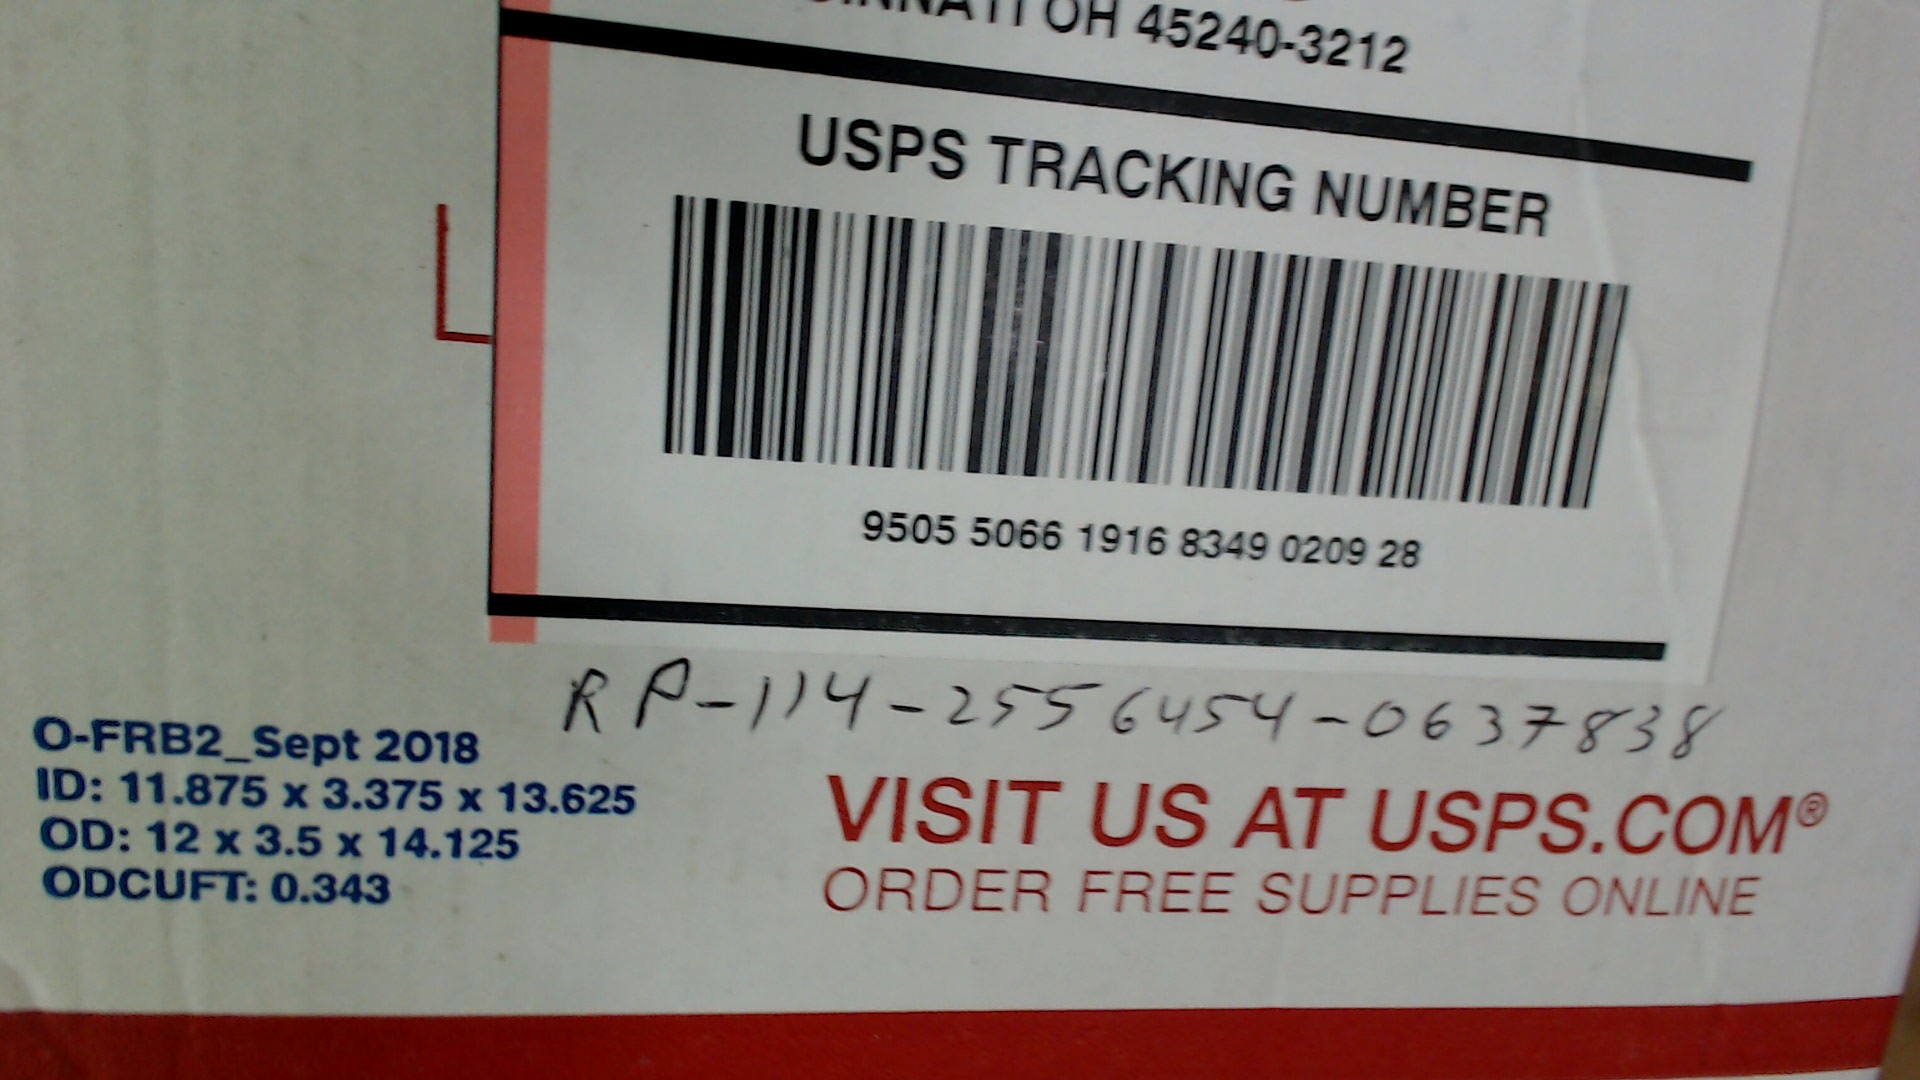 OH 45240-3212
USPS TRACKING NUMBER
9505 5066 1916 8349 0209 28
RP-114-2556454-0637838
O-FRB2_Sept 2018
ID: 11.875 x 3.375 x 13.625
OD: 12 x 3.5 x 14.125
ODCUFT: 0.343
VISIT US AT USPS.COM®
ORDER FREE SUPPLIES ONLINE